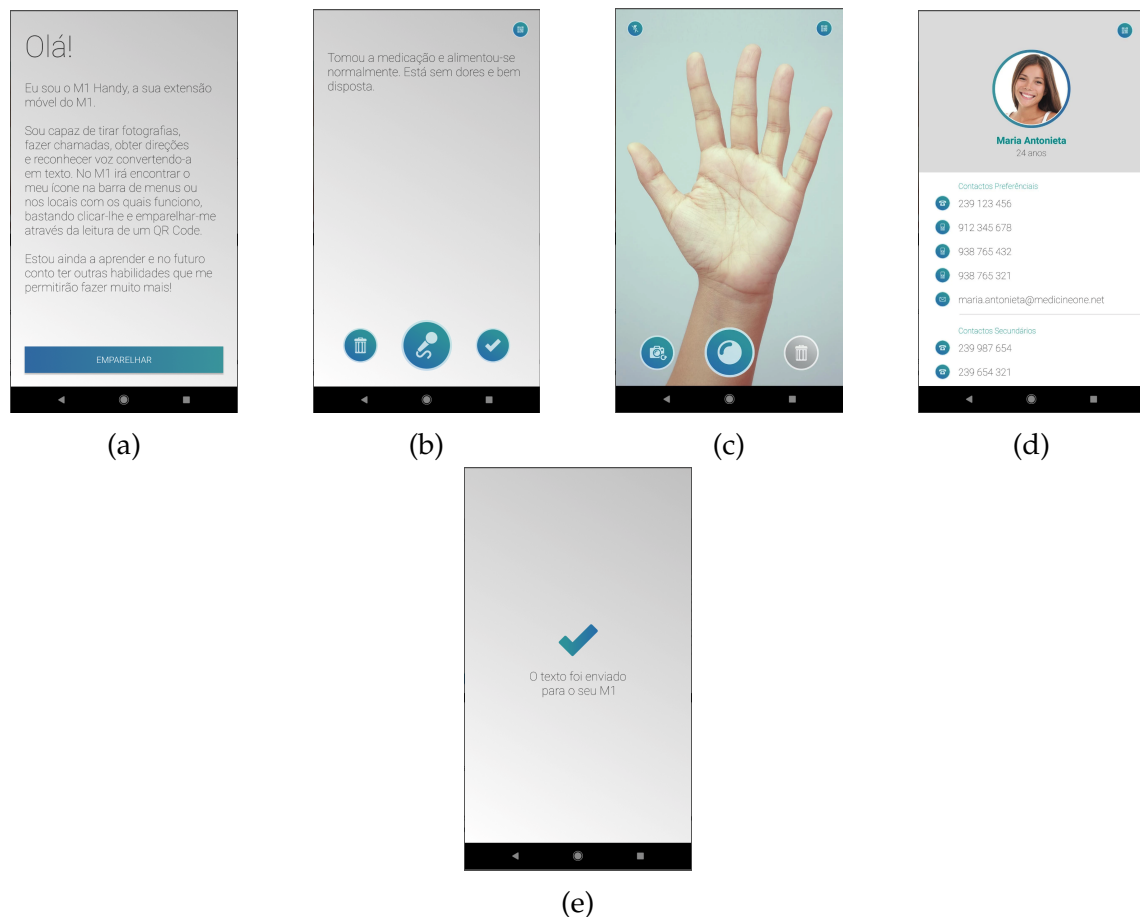 Olá!
Eu sou o M1 Handy, a sua extensão
móvel do M1.
Sou capaz de tirar fotografias,
fazer chamadas, obter direções
e reconhecer voz convertendo-a
em texto. No M1 irá encontrar o
meu ícone na barra de menus ou
nos locais com os quais funciono,
bastando clicar-lhe e emparelhar-me
através da leitura de um QR Code.
Estou ainda a aprender e no futuro
conto ter outras habilidades que me
permitirão fazer muito mais!
EMPARELHAR
(a)
Tomou a medicação e alimentou-se
normalmente. Está sem dores e bem
disposta.
(b)
(c)
Maria Antonieta
24 anos
Contactos Preferênciais
239 123 456
912 345 678
938 765 432
938 765 321
maria.antonieta@medicineone.net
Contactos Secundários
239 987 654
239 654 321
(d)
O texto foi enviado
para o seu M1
(e)